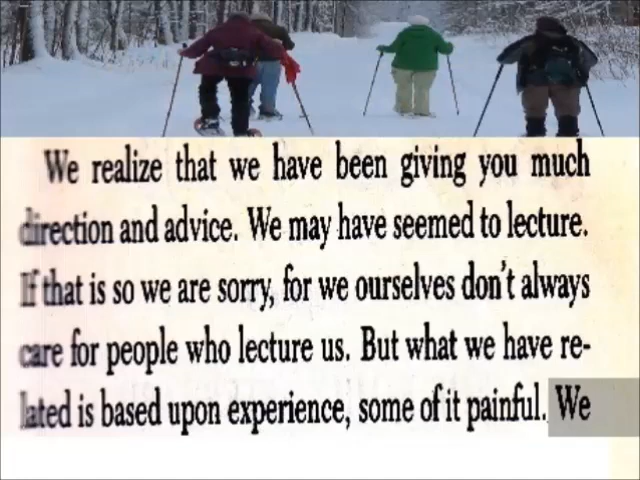 We realize that we have been giving you much
direction and advice. We may have seemed to lecture.
If that is so we are sorry, for we ourselves don't always
care for people who lecture us. But what we have re-
lated is based upon experience, some of it painful. We